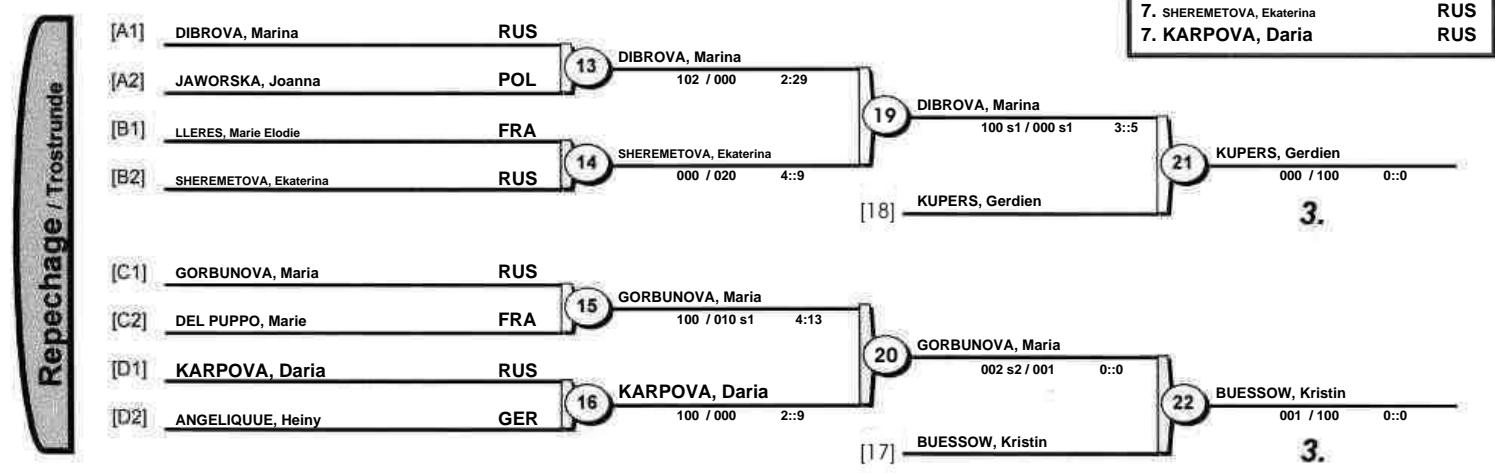 7. SHEREMETOVA, Ekaterina RUS
7. KARPOVA, Daria RUS
Repechage / Trostrunde
[A1] DIBROVA, Marina RUS
13 DIBROVA, Marina
102 / 000 2:29
[A2] JAWORSKA, Joanna POL
19 DIBROVA, Marina
100 s1 / 000 s1 3::5
[B1] LLERES, Marie Elodie FRA
14 SHEREMETOVA, Ekaterina
000 / 020 4::9
[B2] SHEREMETOVA, Ekaterina RUS
21 KUPERS, Gerdien
000 / 100 0::0
[18] KUPERS, Gerdien
3.
[C1] GORBUNOVA, Maria RUS
15 GORBUNOVA, Maria
100 / 010 s1 4:13
[C2] DEL PUPPO, Marie FRA
20 GORBUNOVA, Maria
002 s2 / 001 0::0
[D1] KARPOVA, Daria RUS
16 KARPOVA, Daria
100 / 000 2::9
[D2] ANGELIQUUE, Heiny GER
22 BUESSOW, Kristin
001 / 100 0::0
[17] BUESSOW, Kristin
3.